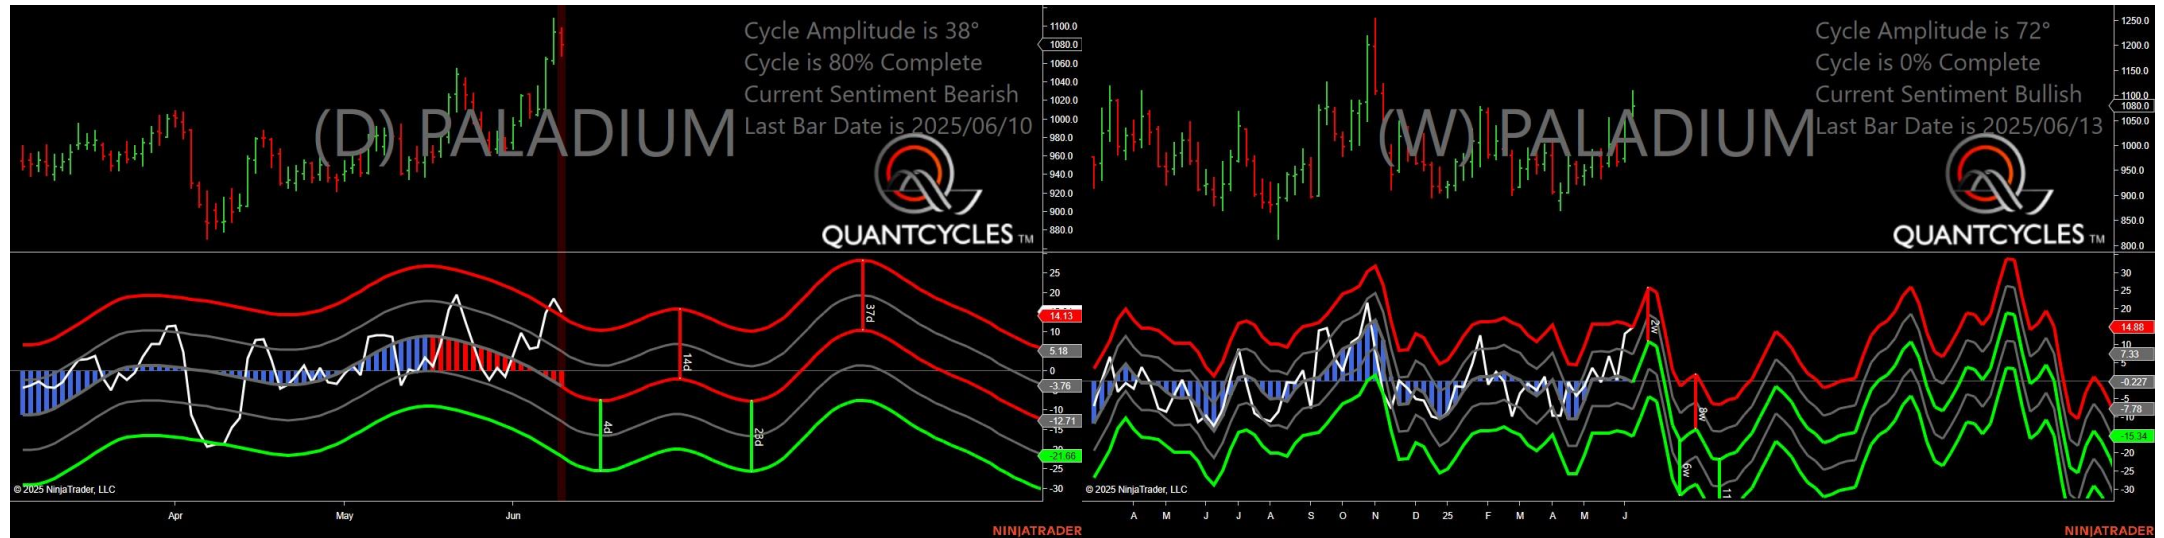 Cycle Amplitude is 38°
Cycle is 80% Complete
Current Sentiment Bearish
Last Bar Date is 2025/06/10
(D) PALADIUM
QUANTCYCLES TM
1100.0
1080.0
1060.0
1040.0
1020.0
1000.0
980.0
960.0
940.0
920.0
900.0
880.0
25
20
14.13
10
5.18
0
-3.76
-10
-12.71
-15
-21.66
-25
-30
4d
14d
23d
37d
© 2025 NinjaTrader, LLC
Apr
May
Jun
NINJATRADER
Cycle Amplitude is 72°
Cycle is 0% Complete
Current Sentiment Bullish
Last Bar Date is 2025/06/13
(W) PALADIUM
QUANTCYCLES TM
1250.0
1200.0
1150.0
1100.0
1080.0
1050.0
1000.0
950.0
900.0
850.0
800.0
30
25
20
14.88
10
7.33
5
-0.227
-5
-7.78
-10
-15.34
-20
-25
-30
2w
6w
8w
11
© 2025 NinjaTrader, LLC
A M J J A S O N D 25 F M A M J
NINJATRADER